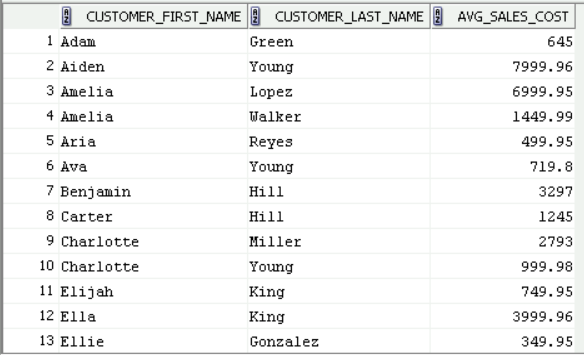 CUSTOMER_FIRST_NAME CUSTOMER_LAST_NAME AVG_SALES_COST
1 Adam Green 645
2 Aiden Young 7999.96
3 Amelia Lopez 6999.95
4 Amelia Walker 1449.99
5 Aria Reyes 499.95
6 Ava Young 719.8
7 Benjamin Hill 3297
8 Carter Hill 1245
9 Charlotte Miller 2793
10 Charlotte Young 999.98
11 Elijah King 749.95
12 Ella King 3999.96
13 Ellie Gonzalez 349.95